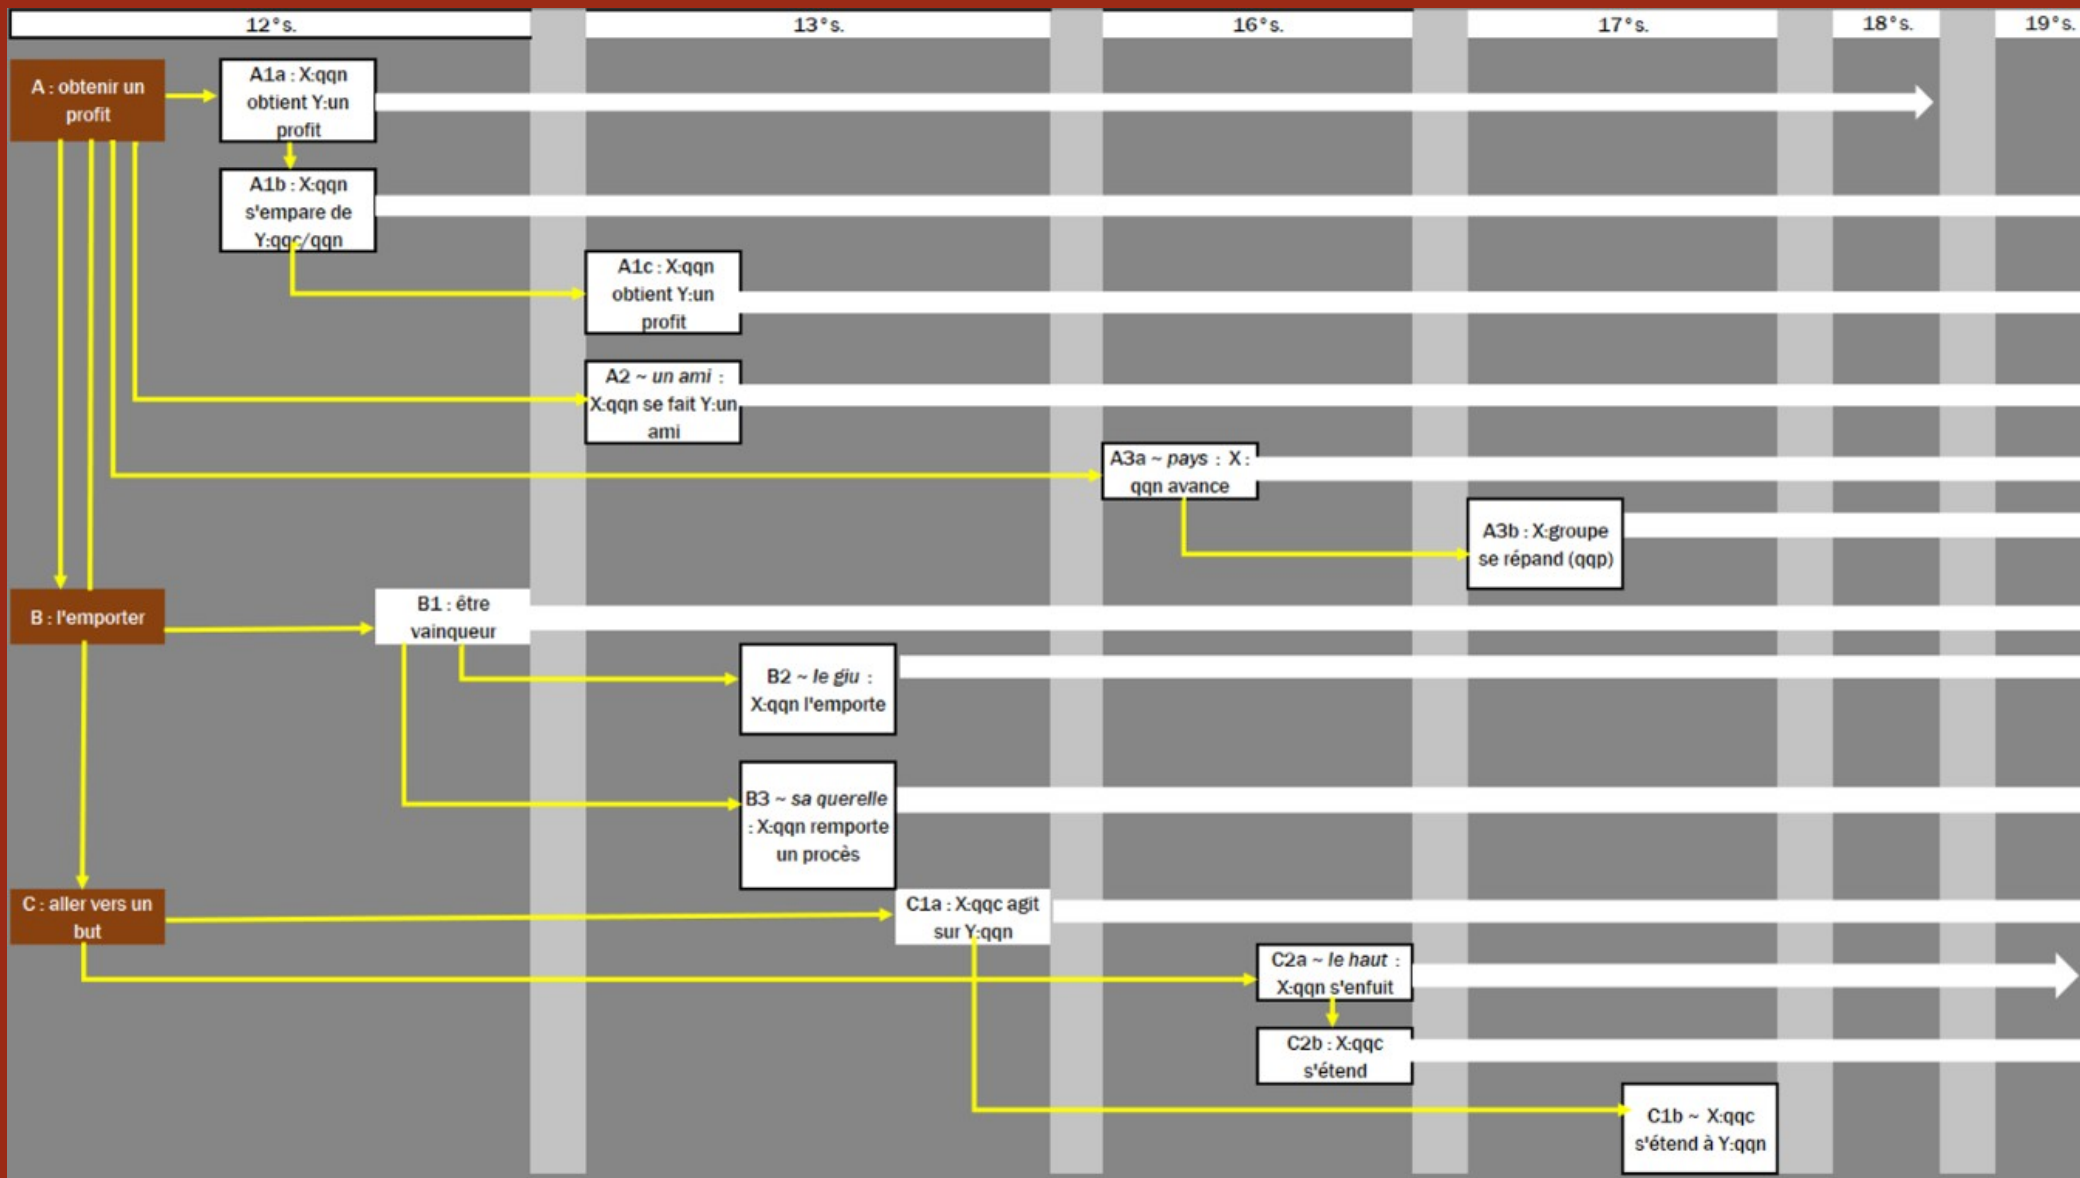 12°s.
13°s.
16°s.
17°s.
18°s.
19°s.
A : obtenir un
profit
A1a : X:qqn
obtient Y:un
profit
A1b : X:qqn
s'empare de
Y:qqc/qqn
A1c : X:qqn
obtient Y:un
profit
A2 ~ un ami :
X:qqn se fait Y:un
ami
A3a ~ pays : X :
qqn avance
A3b : X:groupe
se répand (qqp)
B : l'emporter
B1 : être
vainqueur
B2 ~ le giu :
X:qqn l'emporte
B3 ~ sa querelle
: X:qqn remporte
un procès
C : aller vers un
but
C1a : X:qqc agit
sur Y:qqn
C2a ~ le haut :
X:qqn s'enfuit
C2b : X:qqc
s'étend
C1b ~ X:qqc
s'étend à Y:qqn